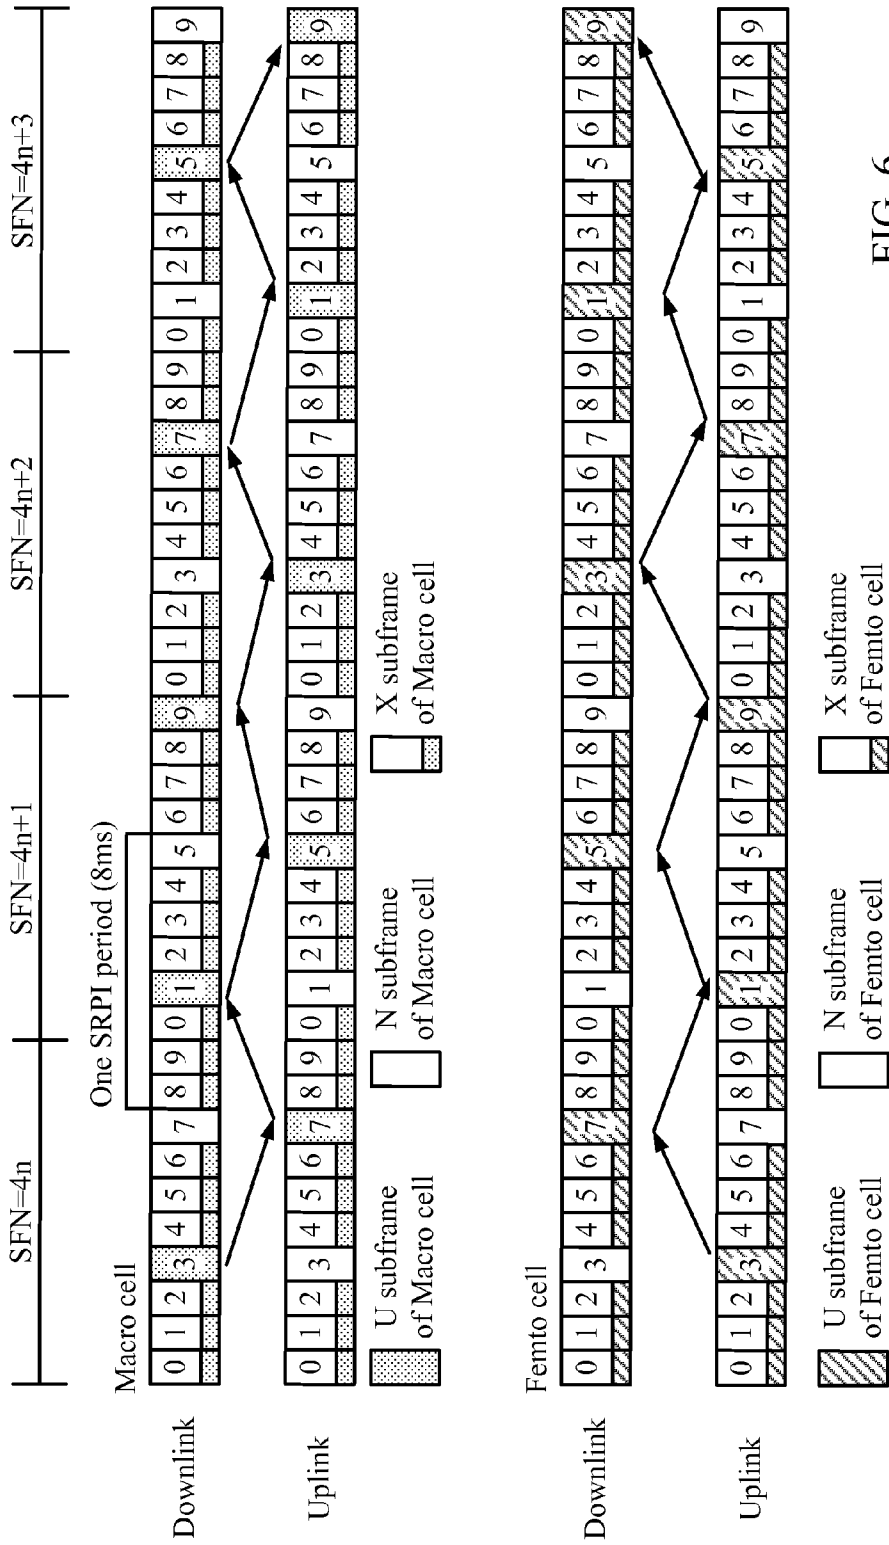 SFN=4n SFN=4n+1 SFN=4n+2 SFN=4n+3
One SRPI period (8ms)
Macro cell
Downlink 0 1 2 3 4 5 6 7 8 9 0 1 2 3 4 5 6 7 8 9 0 1 2 3 4 5 6 7 8 9 0 1 2 3 4 5 6 7 8 9
Uplink 0 1 2 3 4 5 6 7 8 9 0 1 2 3 4 5 6 7 8 9 0 1 2 3 4 5 6 7 8 9 0 1 2 3 4 5 6 7 8 9
U subframe
of Macro cell
N subframe
of Macro cell
X subframe
of Macro cell
Femto cell
Downlink 0 1 2 3 4 5 6 7 8 9 0 1 2 3 4 5 6 7 8 9 0 1 2 3 4 5 6 7 8 9 0 1 2 3 4 5 6 7 8 9
Uplink 0 1 2 3 4 5 6 7 8 9 0 1 2 3 4 5 6 7 8 9 0 1 2 3 4 5 6 7 8 9 0 1 2 3 4 5 6 7 8 9
U subframe
of Femto cell
N subframe
of Femto cell
X subframe
of Femto cell
FIG. 6